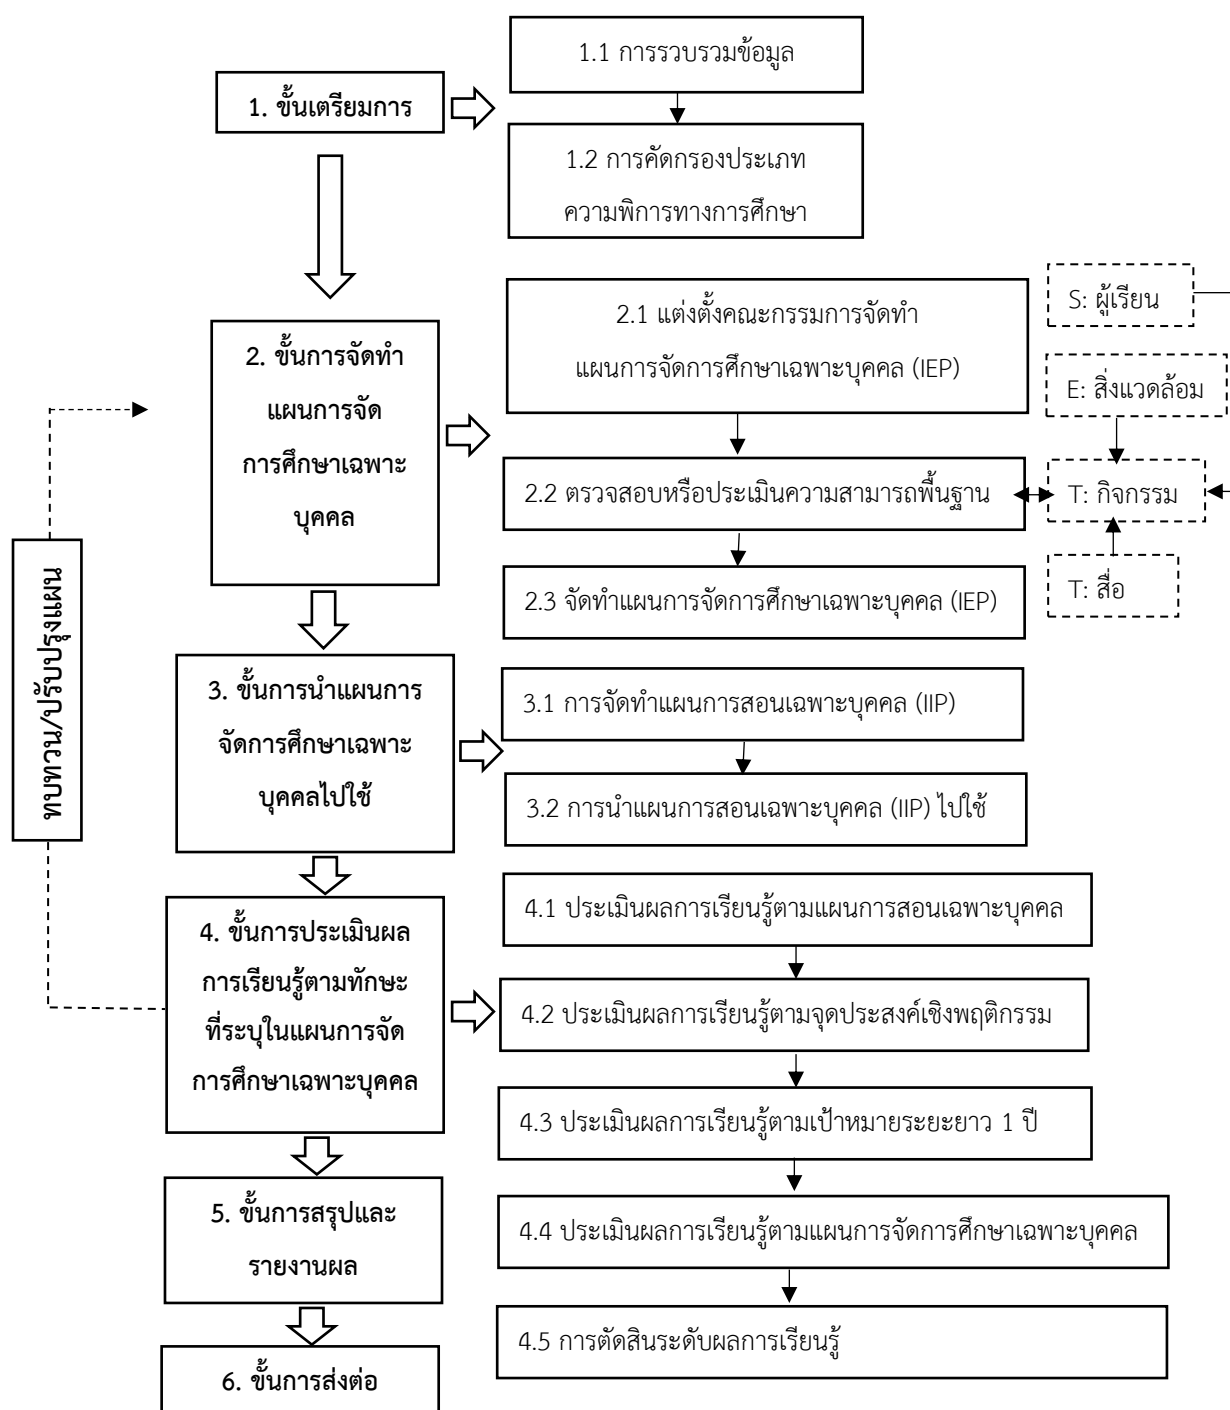 1. ขั้นเตรียมการ
1.1 การรวบรวมข้อมูล
1.2 การคัดกรองประเภท
ความพิการทางการศึกษา
2. ขั้นการจัดทำ
แผนการจัด
การศึกษาเฉพาะ
บุคคล
2.1 แต่งตั้งคณะกรรมการจัดทำ
แผนการจัดการศึกษาเฉพาะบุคคล (IEP)
2.2 ตรวจสอบหรือประเมินความสามารถพื้นฐาน
2.3 จัดทำแผนการจัดการศึกษาเฉพาะบุคคล (IEP)
S: ผู้เรียน
E: สิ่งแวดล้อม
T: กิจกรรม
T: สื่อ
ทบทวน/ปรับปรุงแผน
3. ขั้นการนำแผนการ
จัดการศึกษาเฉพาะ
บุคคลไปใช้
3.1 การจัดทำแผนการสอนเฉพาะบุคคล (IIP)
3.2 การนำแผนการสอนเฉพาะบุคคล (IIP) ไปใช้
4. ขั้นการประเมินผล
การเรียนรู้ตามทักษะ
ที่ระบุในแผนการจัด
การศึกษาเฉพาะบุคคล
4.1 ประเมินผลการเรียนรู้ตามแผนการสอนเฉพาะบุคคล
4.2 ประเมินผลการเรียนรู้ตามจุดประสงค์เชิงพฤติกรรม
4.3 ประเมินผลการเรียนรู้ตามเป้าหมายระยะยาว 1 ปี
4.4 ประเมินผลการเรียนรู้ตามแผนการจัดการศึกษาเฉพาะบุคคล
4.5 การตัดสินระดับผลการเรียนรู้
5. ขั้นการสรุปและ
รายงานผล
6. ขั้นการส่งต่อ